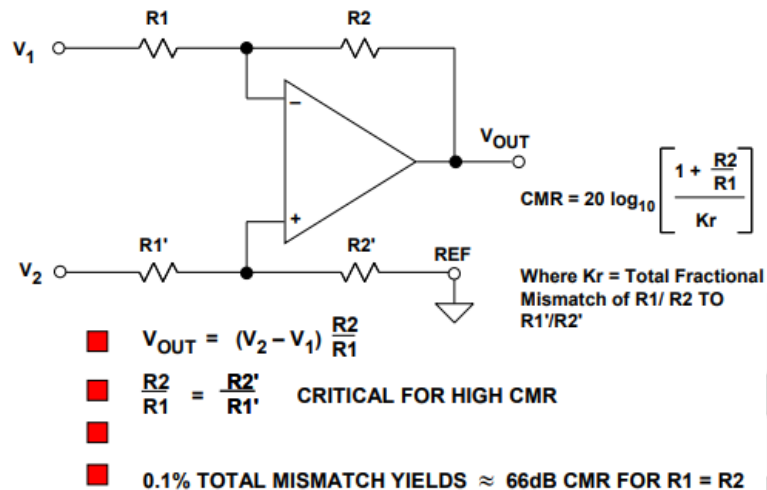 R1
R2
V1
−
VOUT
+
CMR = 20 log10 [ (1 + R2/R1) / Kr ]
R1'
R2'
REF
V2
Where Kr = Total Fractional
Mismatch of R1/ R2 TO
R1'/R2'
VOUT = (V2 – V1) R2/R1
R2/R1 = R2'/R1' CRITICAL FOR HIGH CMR
0.1% TOTAL MISMATCH YIELDS ≈ 66dB CMR FOR R1 = R2